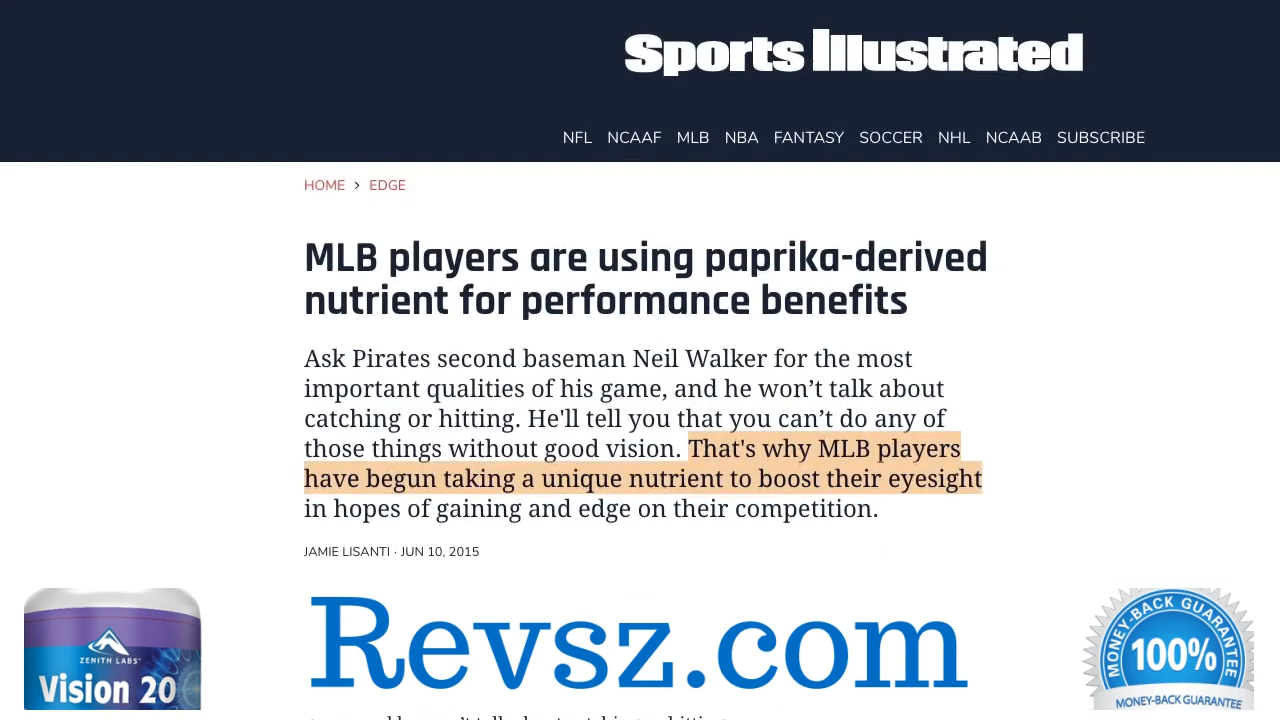 Sports Illustrated
NFL NCAAF MLB NBA FANTASY SOCCER NHL NCAAB SUBSCRIBE
HOME > EDGE
MLB players are using paprika-derived
nutrient for performance benefits
Ask Pirates second baseman Neil Walker for the most
important qualities of his game, and he won’t talk about
catching or hitting. He'll tell you that you can’t do any of
those things without good vision. That's why MLB players
have begun taking a unique nutrient to boost their eyesight
in hopes of gaining and edge on their competition.
JAMIE LISANTI · JUN 10, 2015
ZENITH LABS™
Vision 20
Revsz.com
MONEY-BACK GUARANTEE
100%
MONEY-BACK GUARANTEE